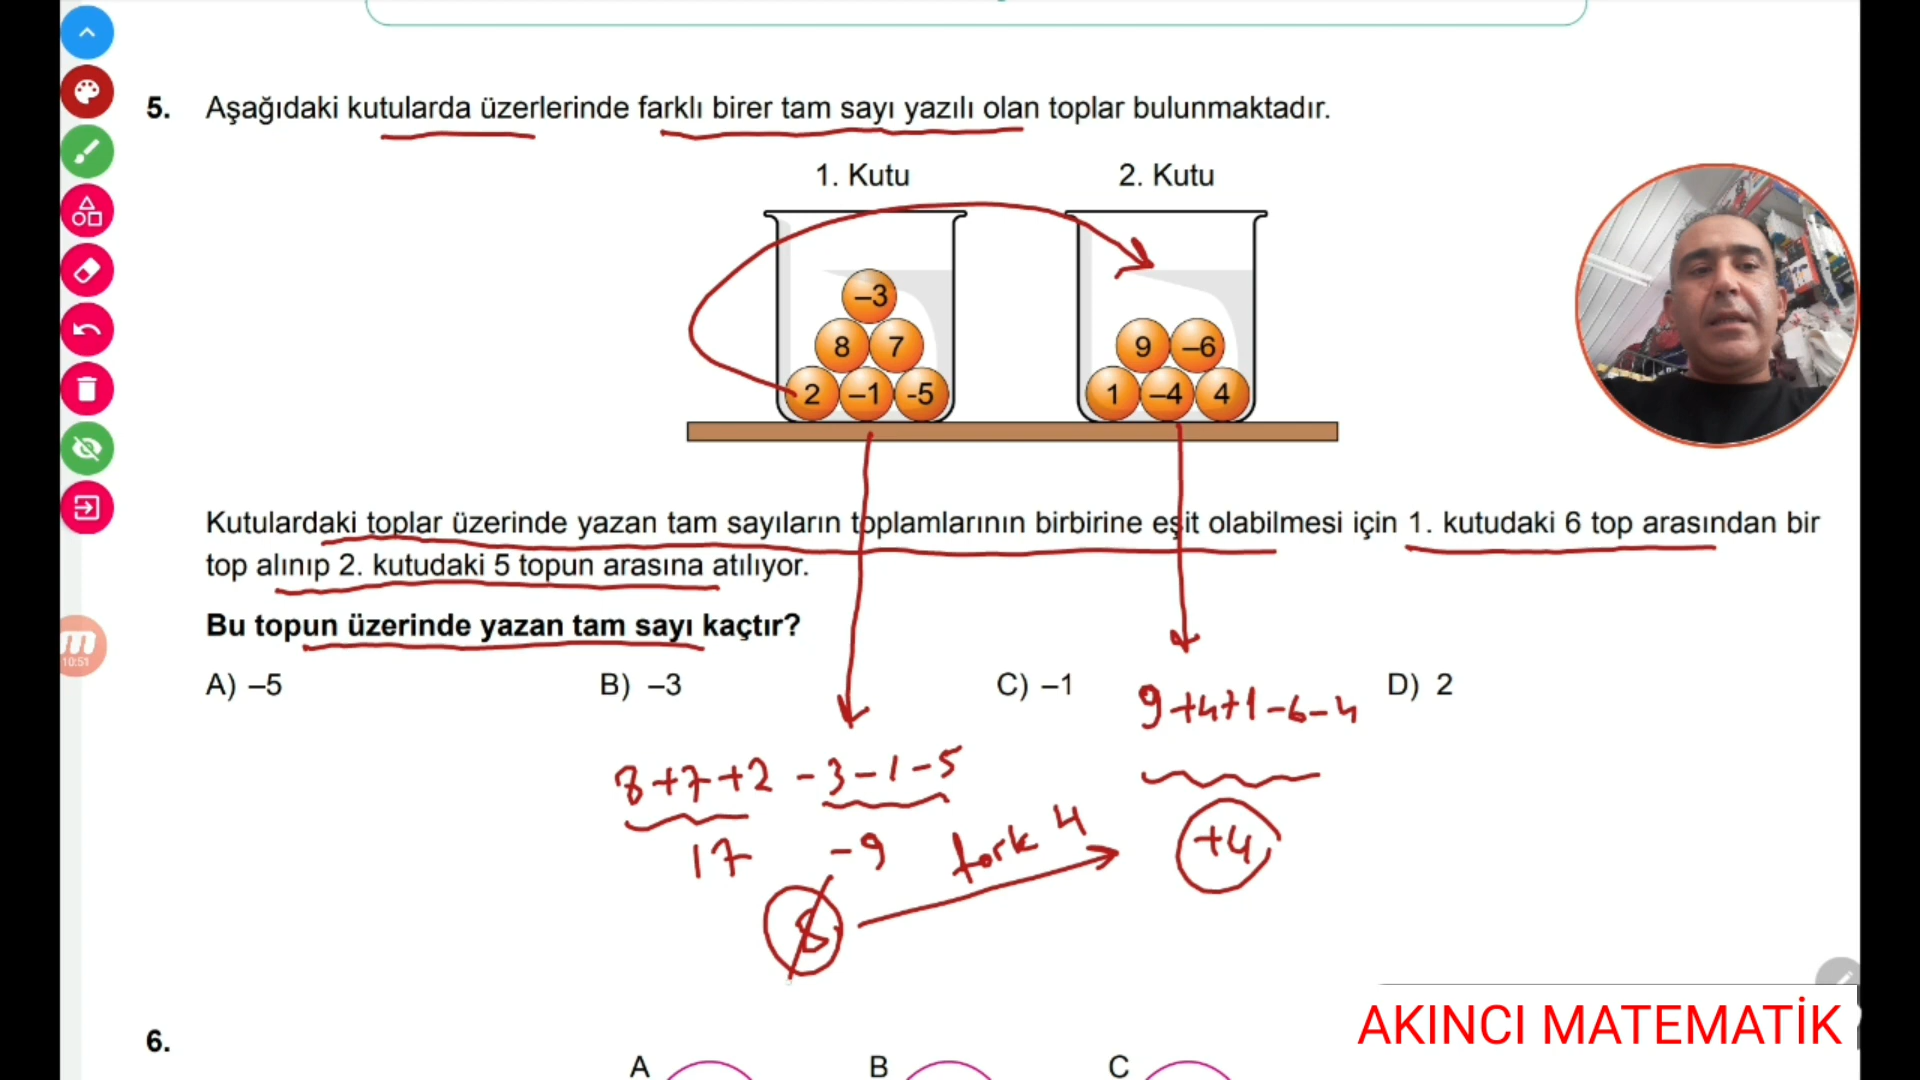 5. Aşağıdaki kutularda üzerlerinde farklı birer tam sayı yazılı olan toplar bulunmaktadır.
1. Kutu 2. Kutu
–3
8 7
2 –1 -5
9 –6
1 –4 4
Kutulardaki toplar üzerinde yazan tam sayıların toplamlarının birbirine eşit olabilmesi için 1. kutudaki 6 top arasından bir
top alınıp 2. kutudaki 5 topun arasına atılıyor.
Bu topun üzerinde yazan tam sayı kaçtır?
A) –5 B) –3 C) –1 D) 2
9+4+1-6-4
8+7+2 -3-1-5
17 -9
fark 4
+4
8
10:51
AKINCI MATEMATİK
6.
A B C